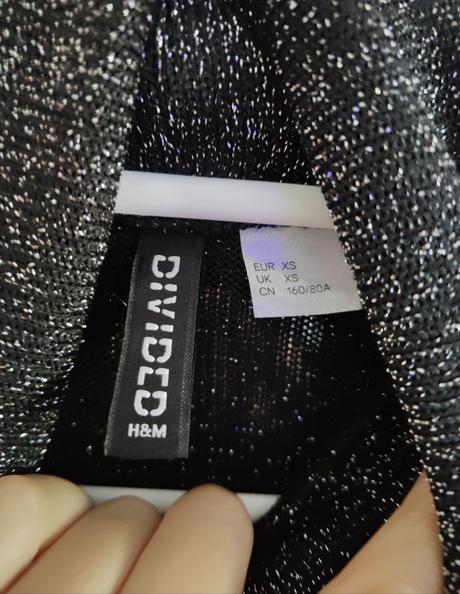 DIVIDED
H&M
EUR XS
UK XS
CN 160/80A